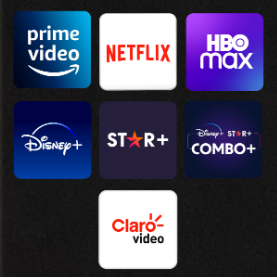 prime
video
NETFLIX
HBO
max
Disney+
STAR+
Disney+ STAR+
COMBO+
Claro
video